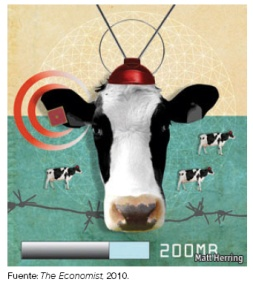 200MB
Matt Herring
Fuente: The Economist, 2010.